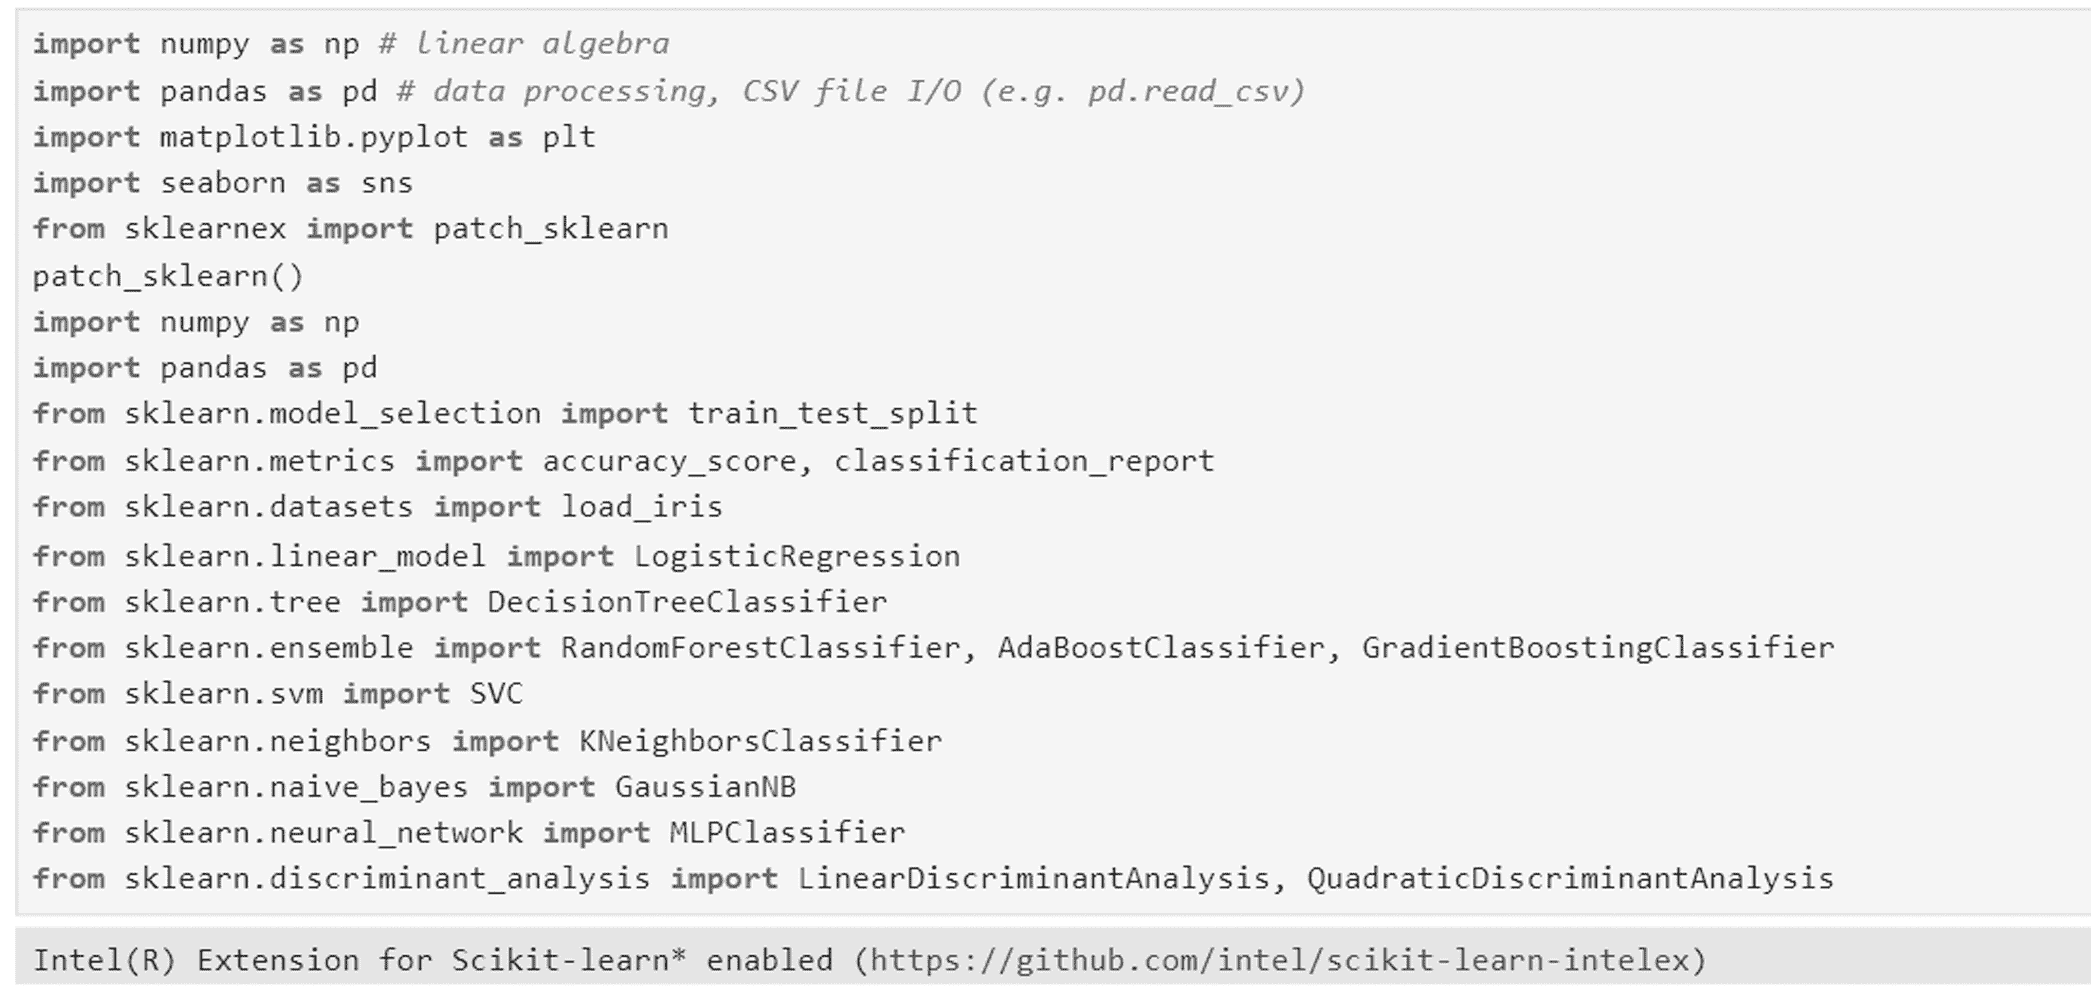 import numpy as np # linear algebra
import pandas as pd # data processing, CSV file I/O (e.g. pd.read_csv)
import matplotlib.pyplot as plt
import seaborn as sns
from sklearnex import patch_sklearn
patch_sklearn()
import numpy as np
import pandas as pd
from sklearn.model_selection import train_test_split
from sklearn.metrics import accuracy_score, classification_report
from sklearn.datasets import load_iris
from sklearn.linear_model import LogisticRegression
from sklearn.tree import DecisionTreeClassifier
from sklearn.ensemble import RandomForestClassifier, AdaBoostClassifier, GradientBoostingClassifier
from sklearn.svm import SVC
from sklearn.neighbors import KNeighborsClassifier
from sklearn.naive_bayes import GaussianNB
from sklearn.neural_network import MLPClassifier
from sklearn.discriminant_analysis import LinearDiscriminantAnalysis, QuadraticDiscriminantAnalysis
Intel(R) Extension for Scikit-learn* enabled (https://github.com/intel/scikit-learn-intelex)